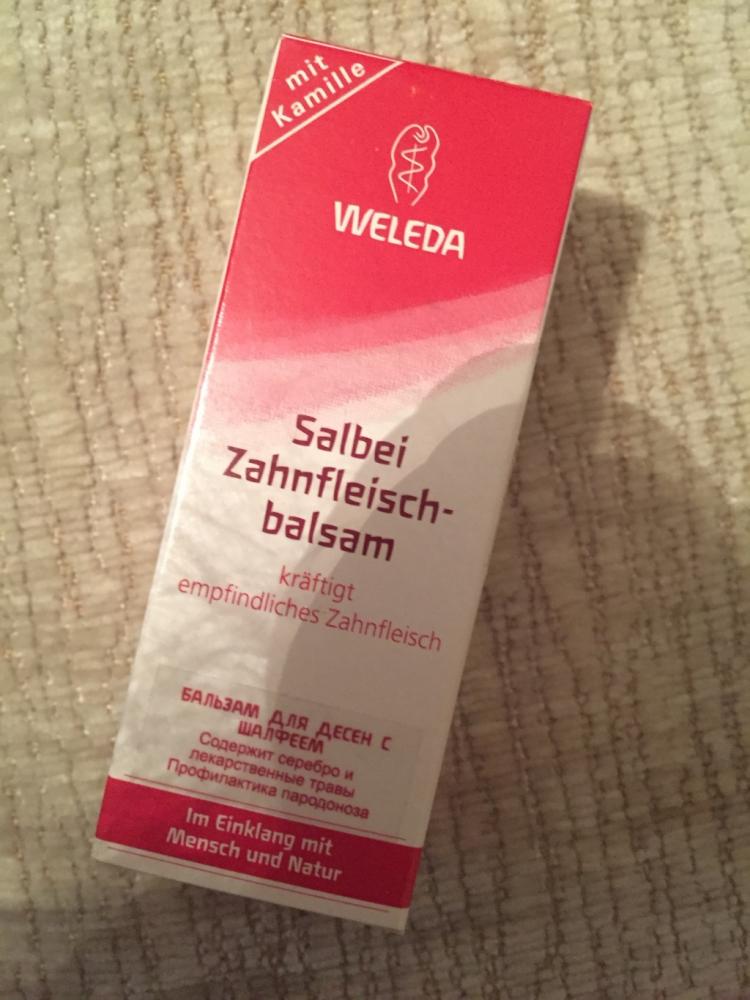 mit
Kamille
WELEDA
Salbei
Zahnfleisch-
balsam
kräftigt
empfindliches Zahnfleisch
БАЛЬЗАМ ДЛЯ ДЕСЕН С
ШАЛФЕЕМ
Содержит серебро и
лекарственные травы
Профилактика пародоноза
Im Einklang mit
Mensch und Natur